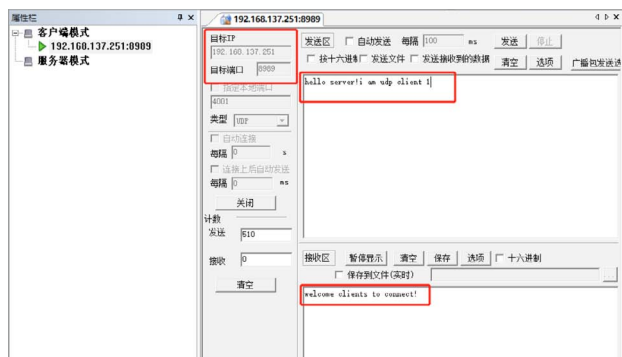 属性栏
客户端模式
192.168.137.251:8989
服务器模式
192.168.137.251:8989
目标IP
192.168.137.251
目标端口 8989
指定本地端口
4001
类型 UDP
自动连接
每隔 0 s
连接上后自动发送
每隔 0 ms
关闭
计数
发送 510
接收 0
清空
发送区 自动发送 每隔 100 ms 发送 停止
按十六进制 发送文件 发送接收到的数据 清空 选项 广播包发送选
hello server!i am udp client 1
接收区 暂停显示 清空 保存 选项 十六进制
保存到文件(实时) ...
welcome clients to connect!